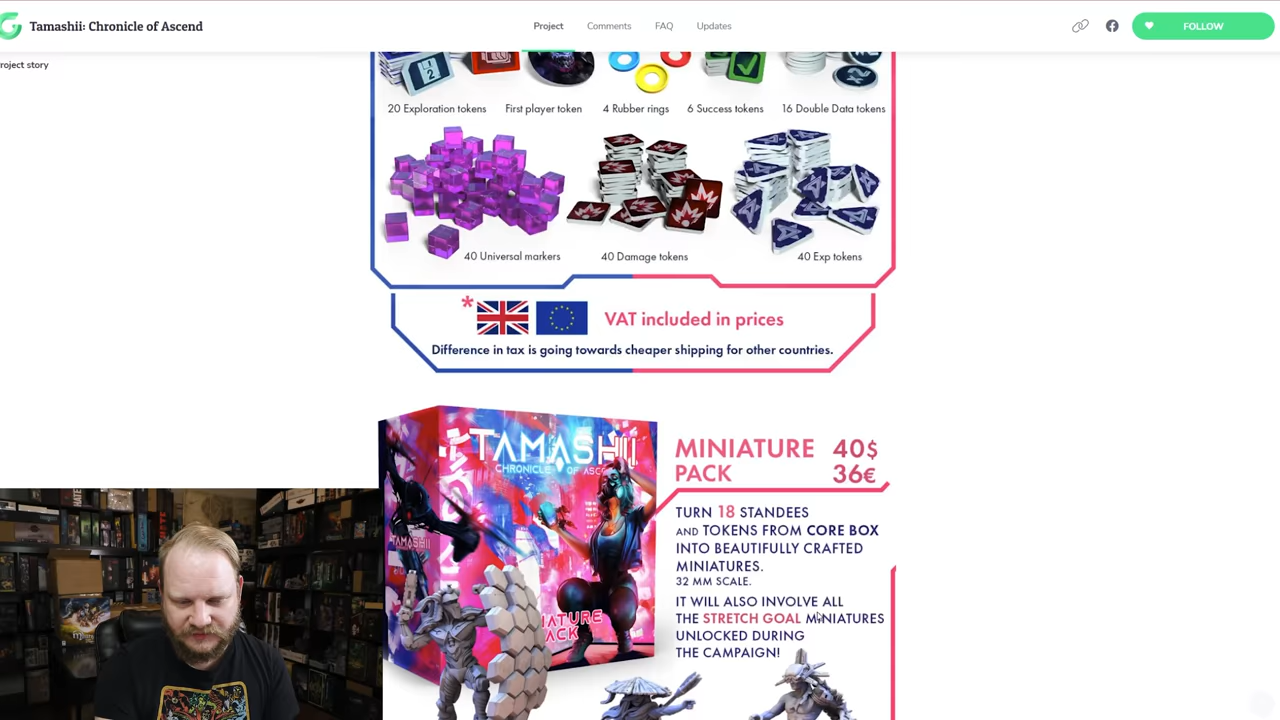 Tamashii: Chronicle of Ascend
Project
Comments
FAQ
Updates
FOLLOW
roject story
20 Exploration tokens
First player token
4 Rubber rings
6 Success tokens
16 Double Data tokens
40 Universal markers
40 Damage tokens
40 Exp tokens
*
VAT included in prices
Difference in tax is going towards cheaper shipping for other countries.
TAMASHII
CHRONICLE OF ASC
MINIATURE 40$
PACK 36€
TURN 18 STANDEES
AND TOKENS FROM CORE BOX
INTO BEAUTIFULLY CRAFTED
MINIATURES.
32 MM SCALE.
IT WILL ALSO INVOLVE ALL
THE STRETCH GOAL MINIATURES
UNLOCKED DURING
THE CAMPAIGN!
TAMASHII
IATURE
ACK